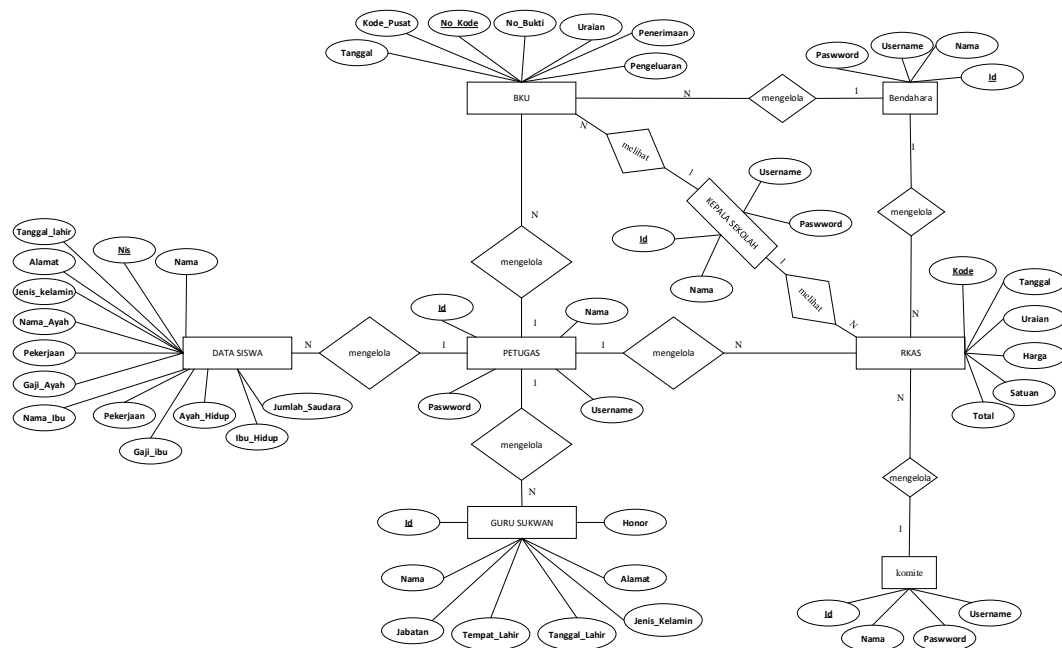 Kode_Pusat
No_Kode
No_Bukti
Uraian
Penerimaan
Tanggal
Pengeluaran
BKU
Paswword
Username
Nama
Id
Bendahara
N
mengelola
1
N
melihat
1
KEPALA SEKOLAH
Username
Paswword
Id
Nama
1
melihat
N
1
mengelola
N
N
mengelola
1
Tanggal_lahir
Nis
Nama
Alamat
Jenis_kelamin
Nama_Ayah
Pekerjaan
Gaji_Ayah
Nama_Ibu
Pekerjaan
Gaji_ibu
Ayah_Hidup
Ibu_Hidup
Jumlah_Saudara
DATA SISWA
N
mengelola
1
Id
Nama
PETUGAS
Paswword
Username
1
mengelola
N
RKAS
Kode
Tanggal
Uraian
Harga
Satuan
Total
1
mengelola
N
GURU SUKWAN
Id
Honor
Nama
Alamat
Jabatan
Tempat_Lahir
Tanggal_Lahir
Jenis_Kelamin
N
mengelola
1
komite
Id
Nama
Paswword
Username